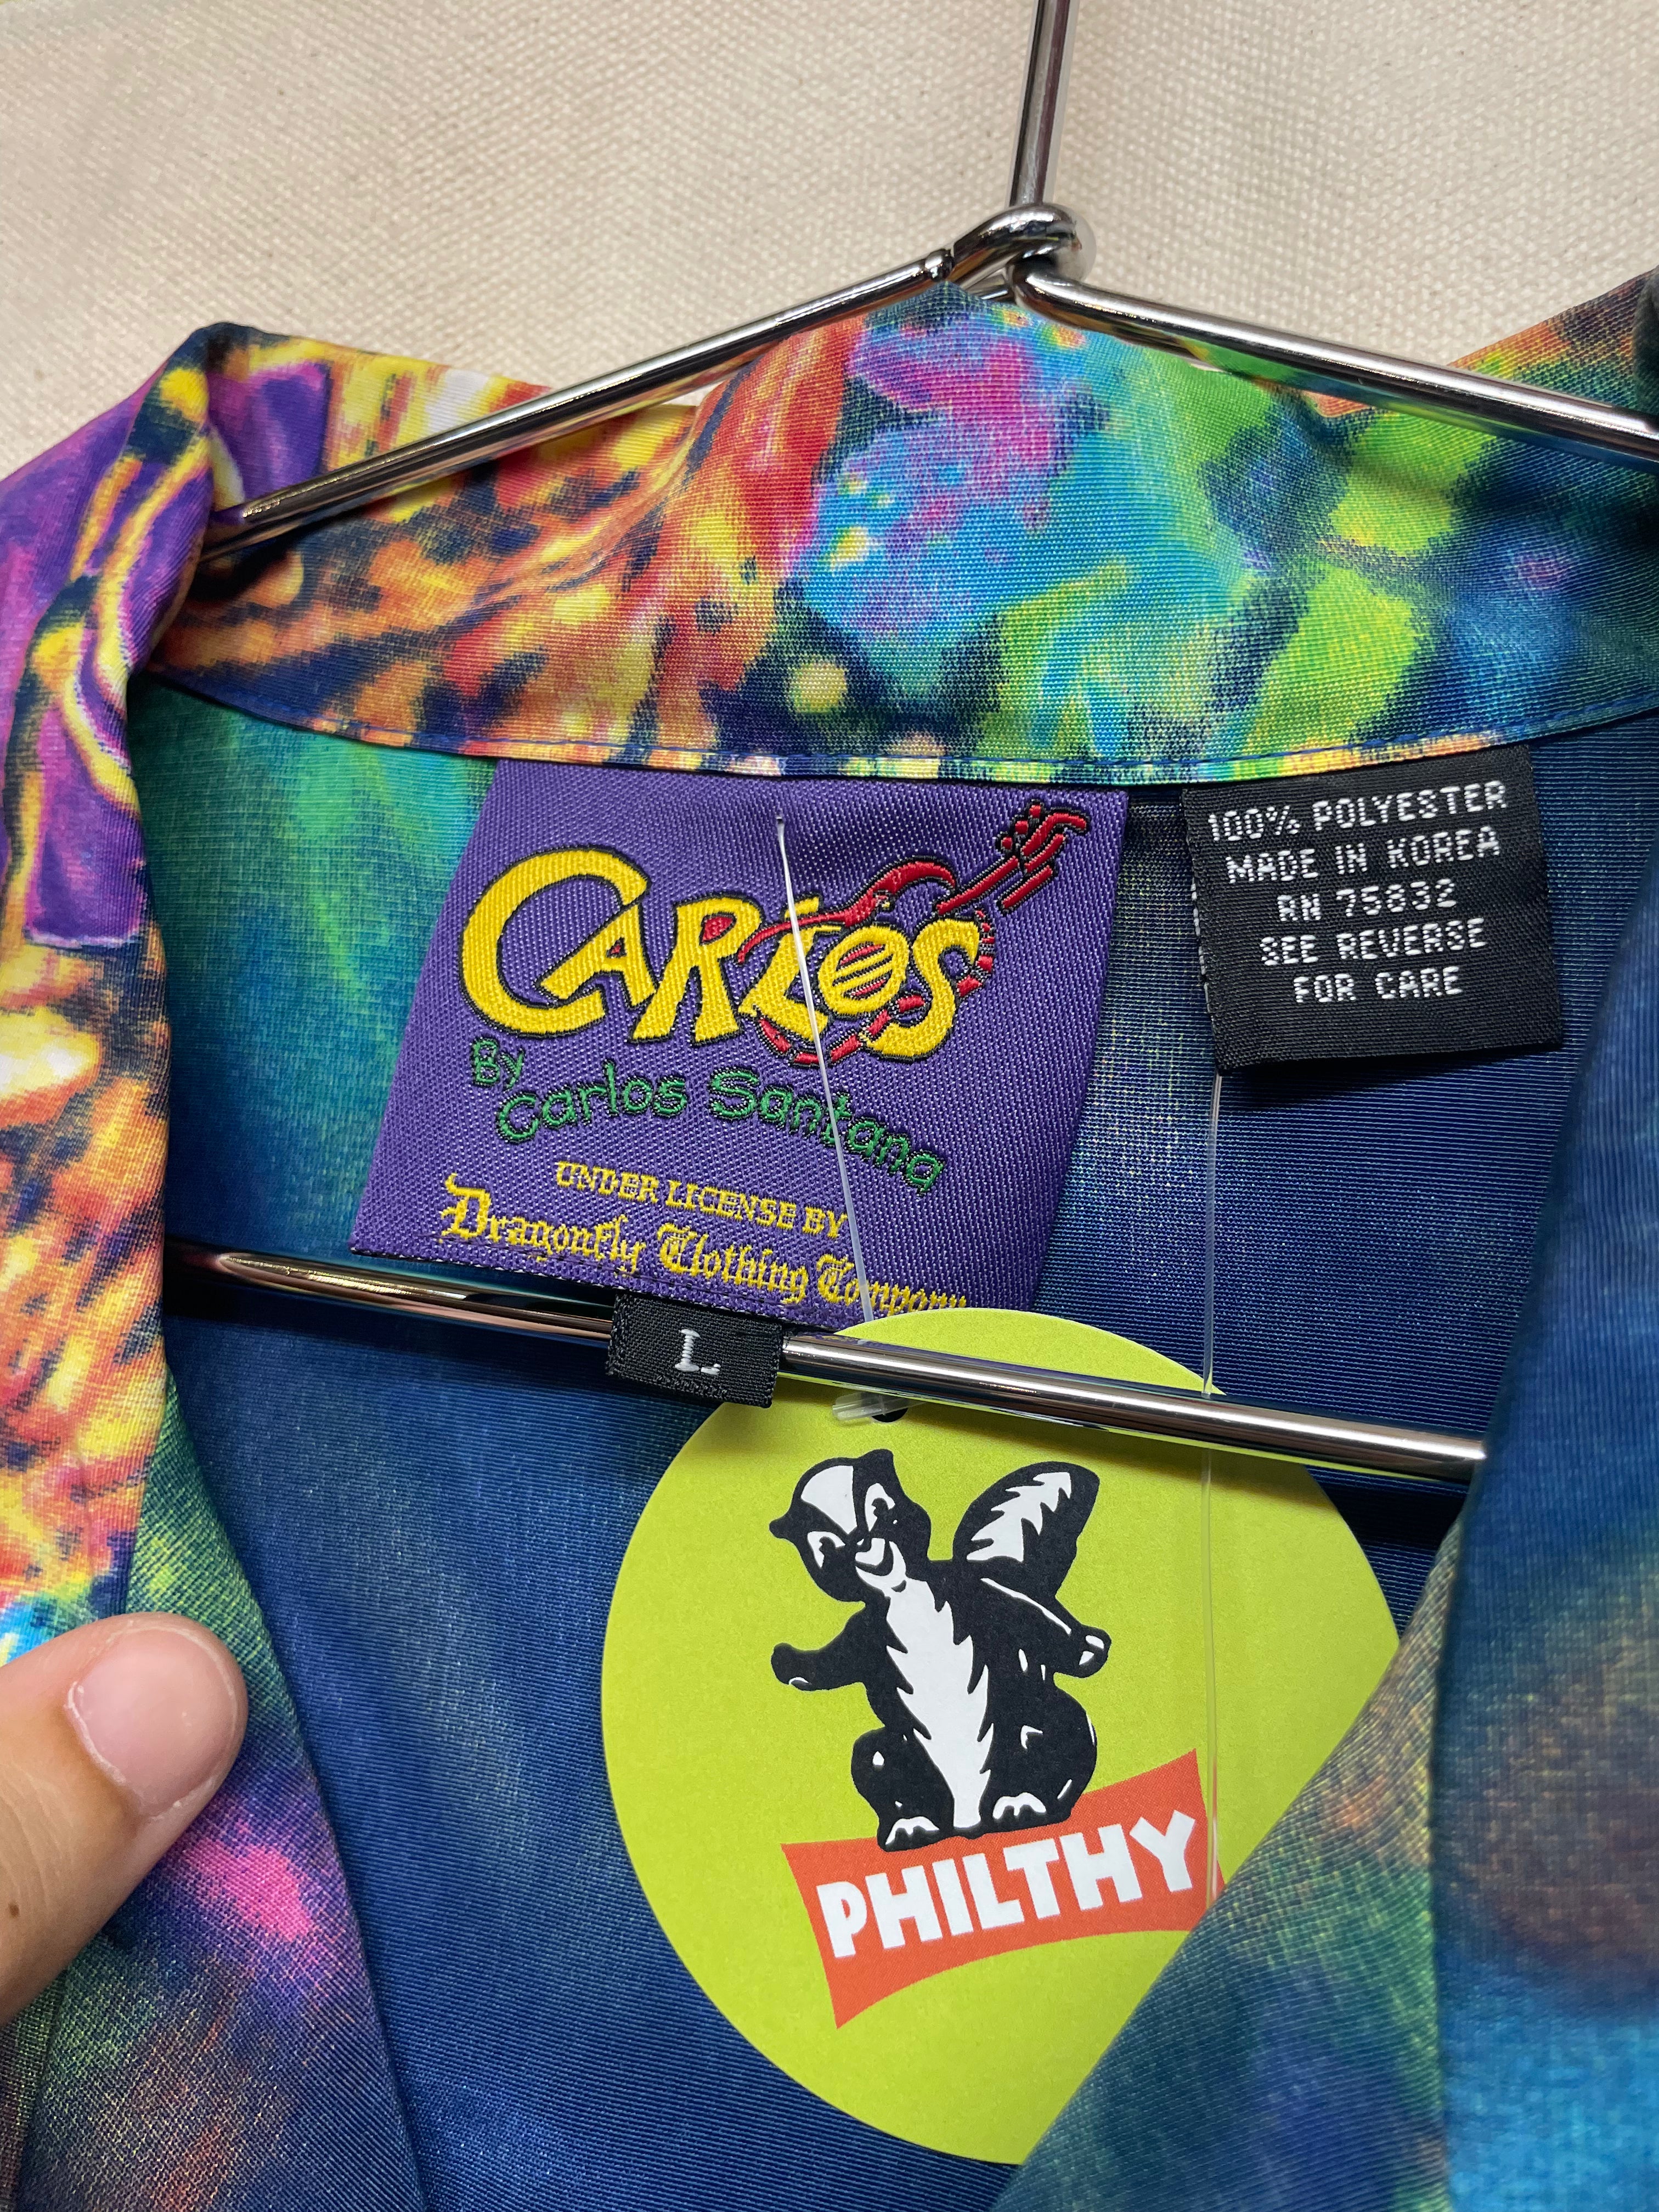 CARLOS
By
Carlos Santana
UNDER LICENSE BY
Dragonfly Clothing Company
L
100% POLYESTER
MADE IN KOREA
RN 75832
SEE REVERSE
FOR CARE
PHILTHY